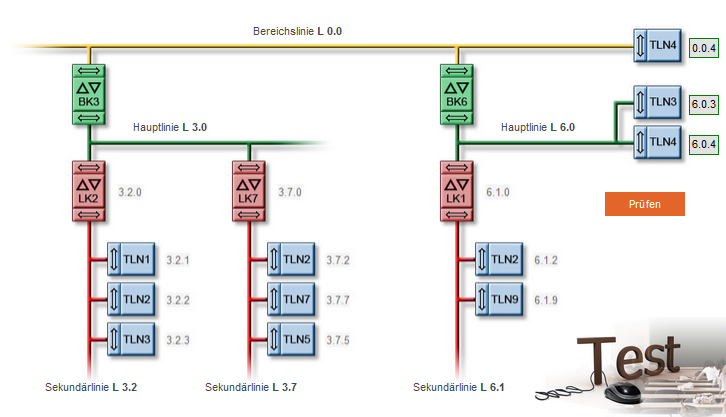 Bereichslinie L 0.0
TLN4 0.0.4
BK3
BK6
TLN3 6.0.3
Hauptlinie L 3.0
Hauptlinie L 6.0
TLN4 6.0.4
LK2 3.2.0
LK7 3.7.0
LK1 6.1.0
Prüfen
TLN1 3.2.1
TLN2 3.7.2
TLN2 6.1.2
TLN2 3.2.2
TLN7 3.7.7
TLN9 6.1.9
TLN3 3.2.3
TLN5 3.7.5
Test
Sekundärlinie L 3.2
Sekundärlinie L 3.7
Sekundärlinie L 6.1